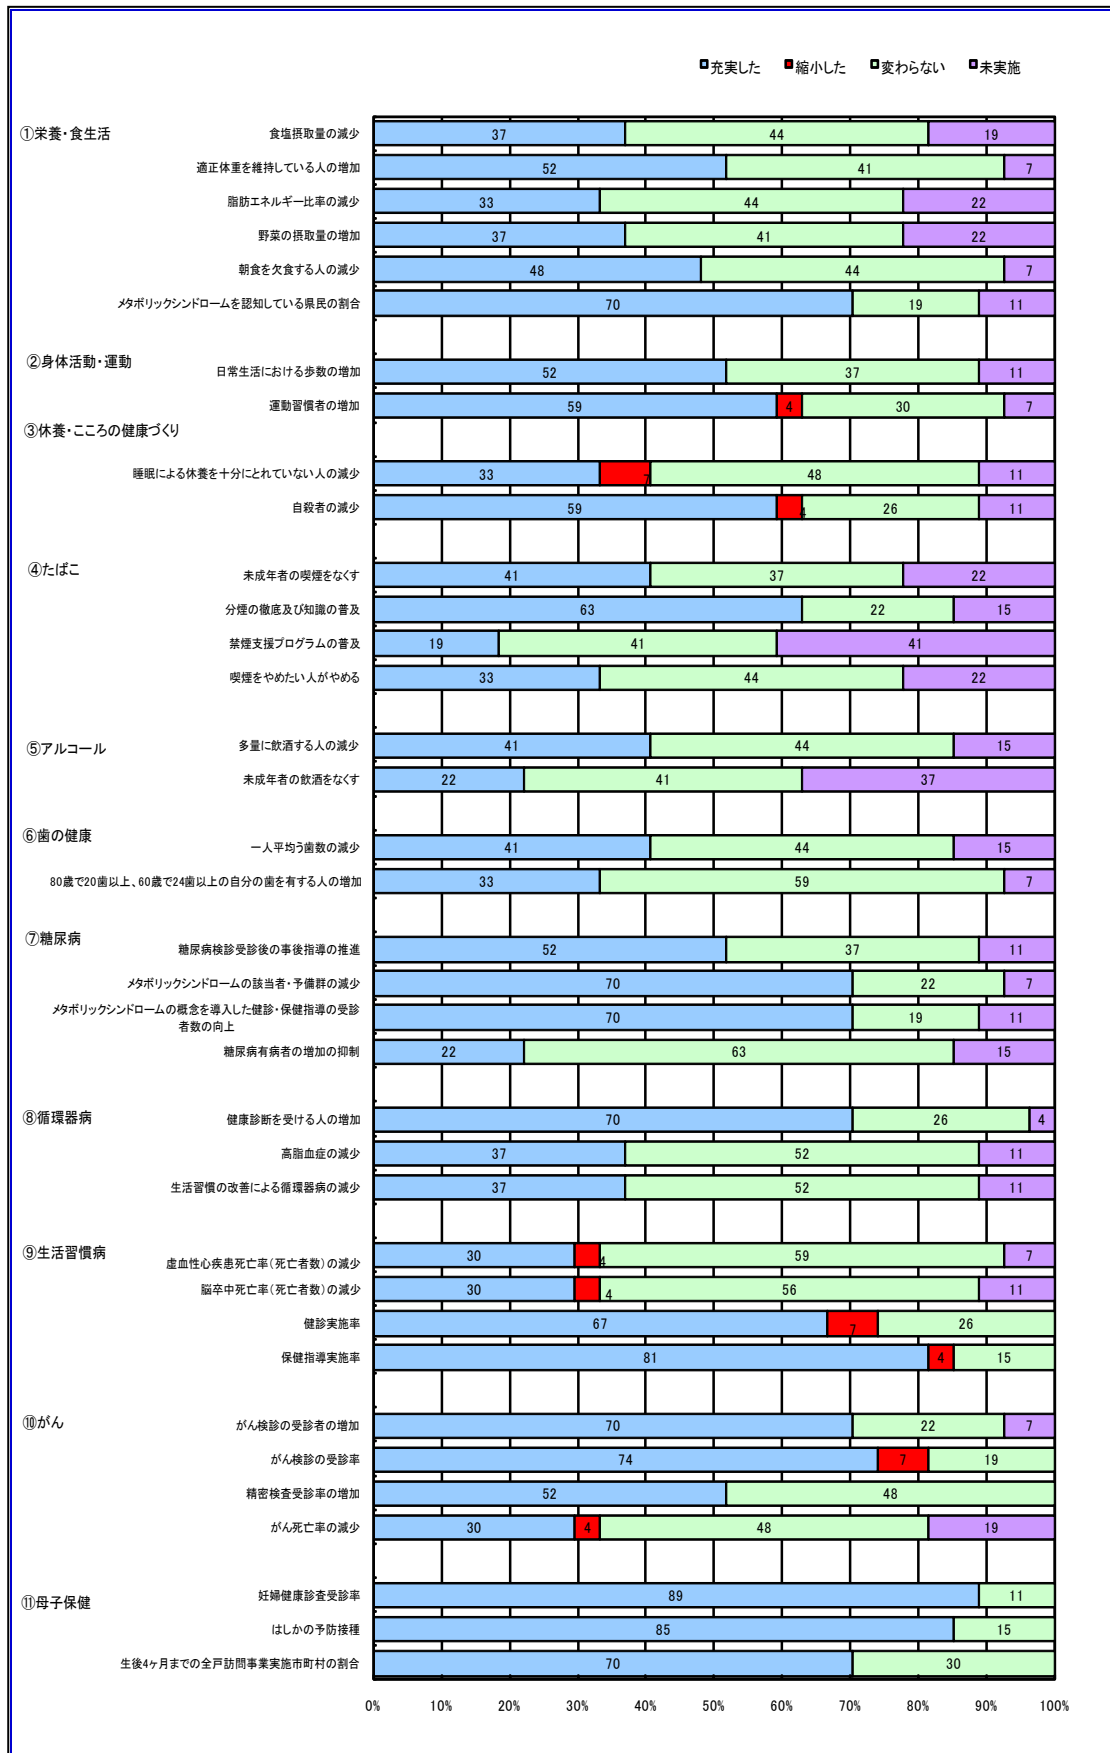 充実した 縮小した 変わらない 未実施
①栄養・食生活
食塩摂取量の減少 37 44 19
適正体重を維持している人の増加 52 41 7
脂肪エネルギー比率の減少 33 44 22
野菜の摂取量の増加 37 41 22
朝食を欠食する人の減少 48 44 7
メタボリックシンドロームを認知している県民の割合 70 19 11
②身体活動・運動
日常生活における歩数の増加 52 37 11
運動習慣者の増加 59 4 30 7
③休養・こころの健康づくり
睡眠による休養を十分にとれていない人の減少 33 7 48 11
自殺者の減少 59 4 26 11
④たばこ
未成年者の喫煙をなくす 41 37 22
分煙の徹底及び知識の普及 63 22 15
禁煙支援プログラムの普及 19 41 41
喫煙をやめたい人がやめる 33 44 22
⑤アルコール
多量に飲酒する人の減少 41 44 15
未成年者の飲酒をなくす 22 41 37
⑥歯の健康
一人平均う歯数の減少 41 44 15
80歳で20歯以上、60歳で24歯以上の自分の歯を有する人の増加 33 59 7
⑦糖尿病
糖尿病検診受診後の事後指導の推進 52 37 11
メタボリックシンドロームの該当者・予備群の減少 70 22 7
メタボリックシンドロームの概念を導入した健診・保健指導の受診
者数の向上 70 19 11
糖尿病有病者の増加の抑制 22 63 15
⑧循環器病
健康診断を受ける人の増加 70 26 4
高脂血症の減少 37 52 11
生活習慣の改善による循環器病の減少 37 52 11
⑨生活習慣病
虚血性心疾患死亡率(死亡者数)の減少 30 4 59 7
脳卒中死亡率(死亡者数)の減少 30 4 56 11
健診実施率 67 7 26
保健指導実施率 81 4 15
⑩がん
がん検診の受診者の増加 70 22 7
がん検診の受診率 74 7 19
精密検査受診率の増加 52 48
がん死亡率の減少 30 4 48 19
⑪母子保健
妊婦健康診査受診率 89 11
はしかの予防接種 85 15
生後4ヶ月までの全戸訪問事業実施市町村の割合 70 30
0% 10% 20% 30% 40% 50% 60% 70% 80% 90% 100%